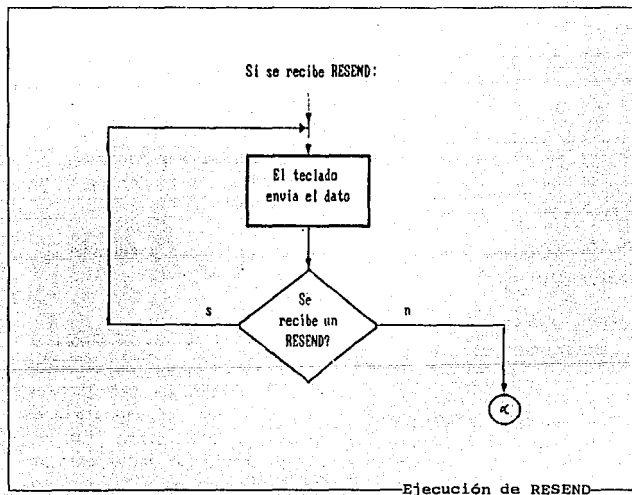 Si se recibe RESEND:
El teclado
envia el dato
Se
recibe un
RESEND?
s
n
α
Ejecución de RESEND